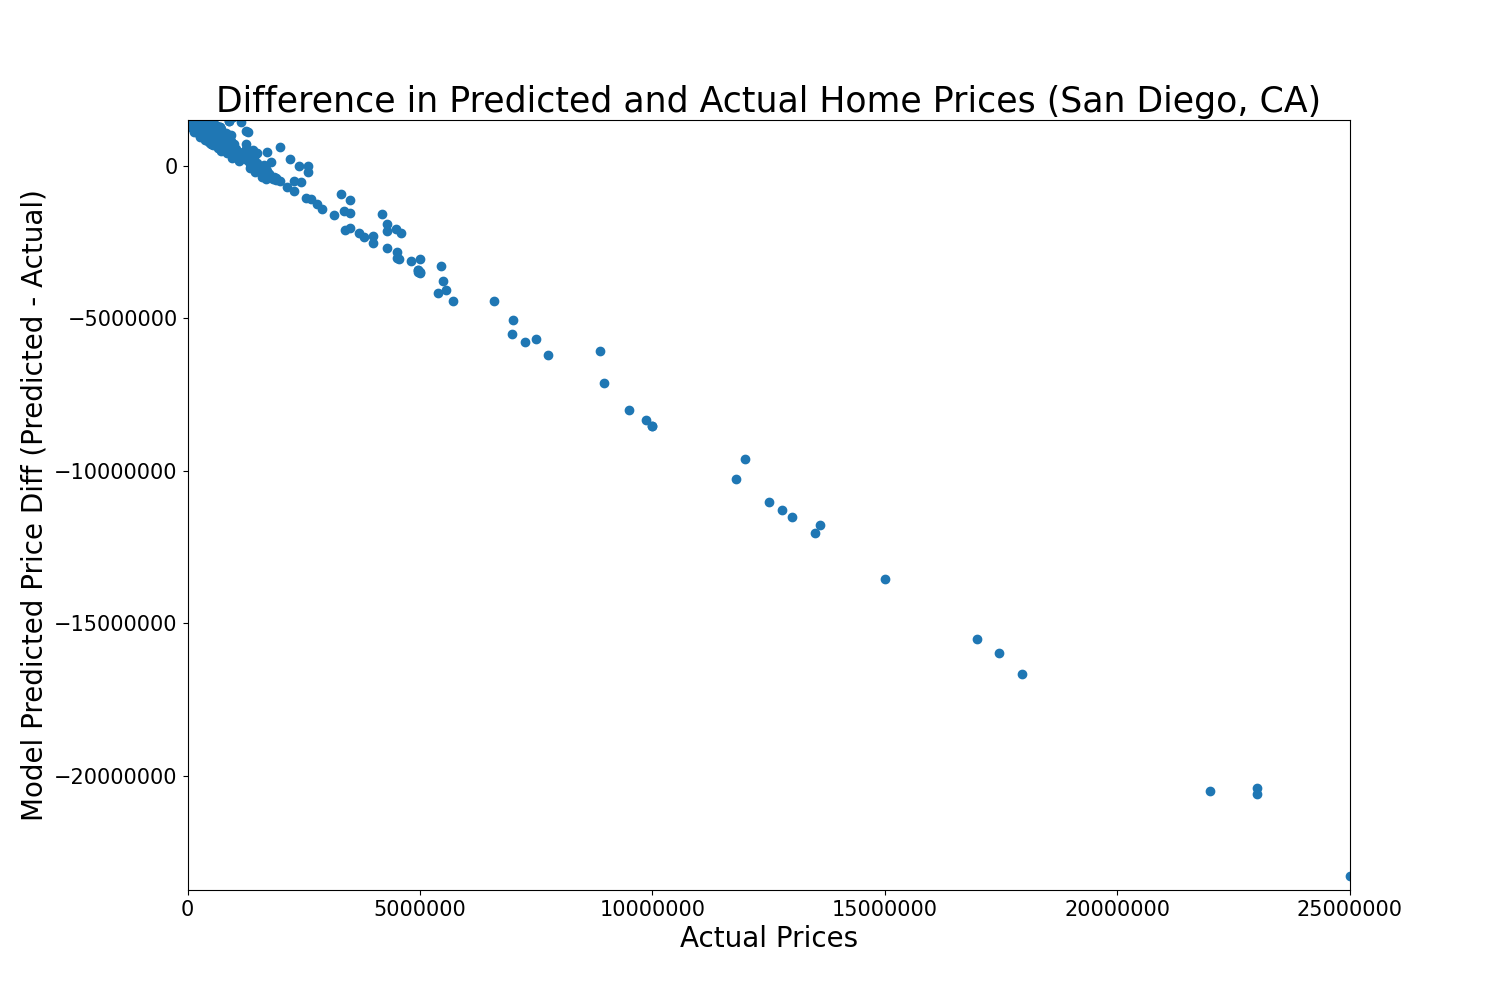 Difference in Predicted and Actual Home Prices (San Diego, CA)
Model Predicted Price Diff (Predicted - Actual)
0
−5000000
−10000000
−15000000
−20000000
0 5000000 10000000 15000000 20000000 25000000
Actual Prices